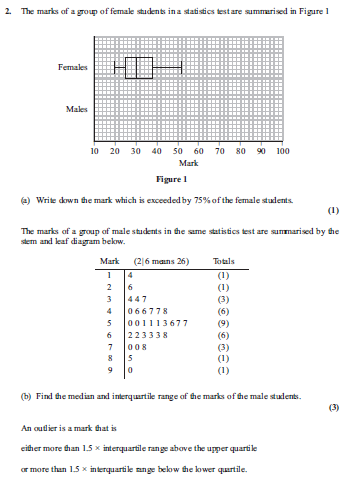 2. The marks of a group of female students in a statistics test are summarised in Figure 1
Females
Males
10 20 30 40 50 60 70 80 90 100
Mark
Figure 1
(a) Write down the mark which is exceeded by 75% of the female students.
(1)
The marks of a group of male students in the same statistics test are summarised by the
stem and leaf diagram below.
Mark (2|6 means 26) Totals
1 4 (1)
2 6 (1)
3 4 4 7 (3)
4 0 6 6 7 7 8 (6)
5 0 0 1 1 1 3 6 7 7 (9)
6 2 2 3 3 3 8 (6)
7 0 0 8 (3)
8 5 (1)
9 0 (1)
(b) Find the median and interquartile range of the marks of the male students.
(3)
An outlier is a mark that is
either more than 1.5 × interquartile range above the upper quartile
or more than 1.5 × interquartile range below the lower quartile.